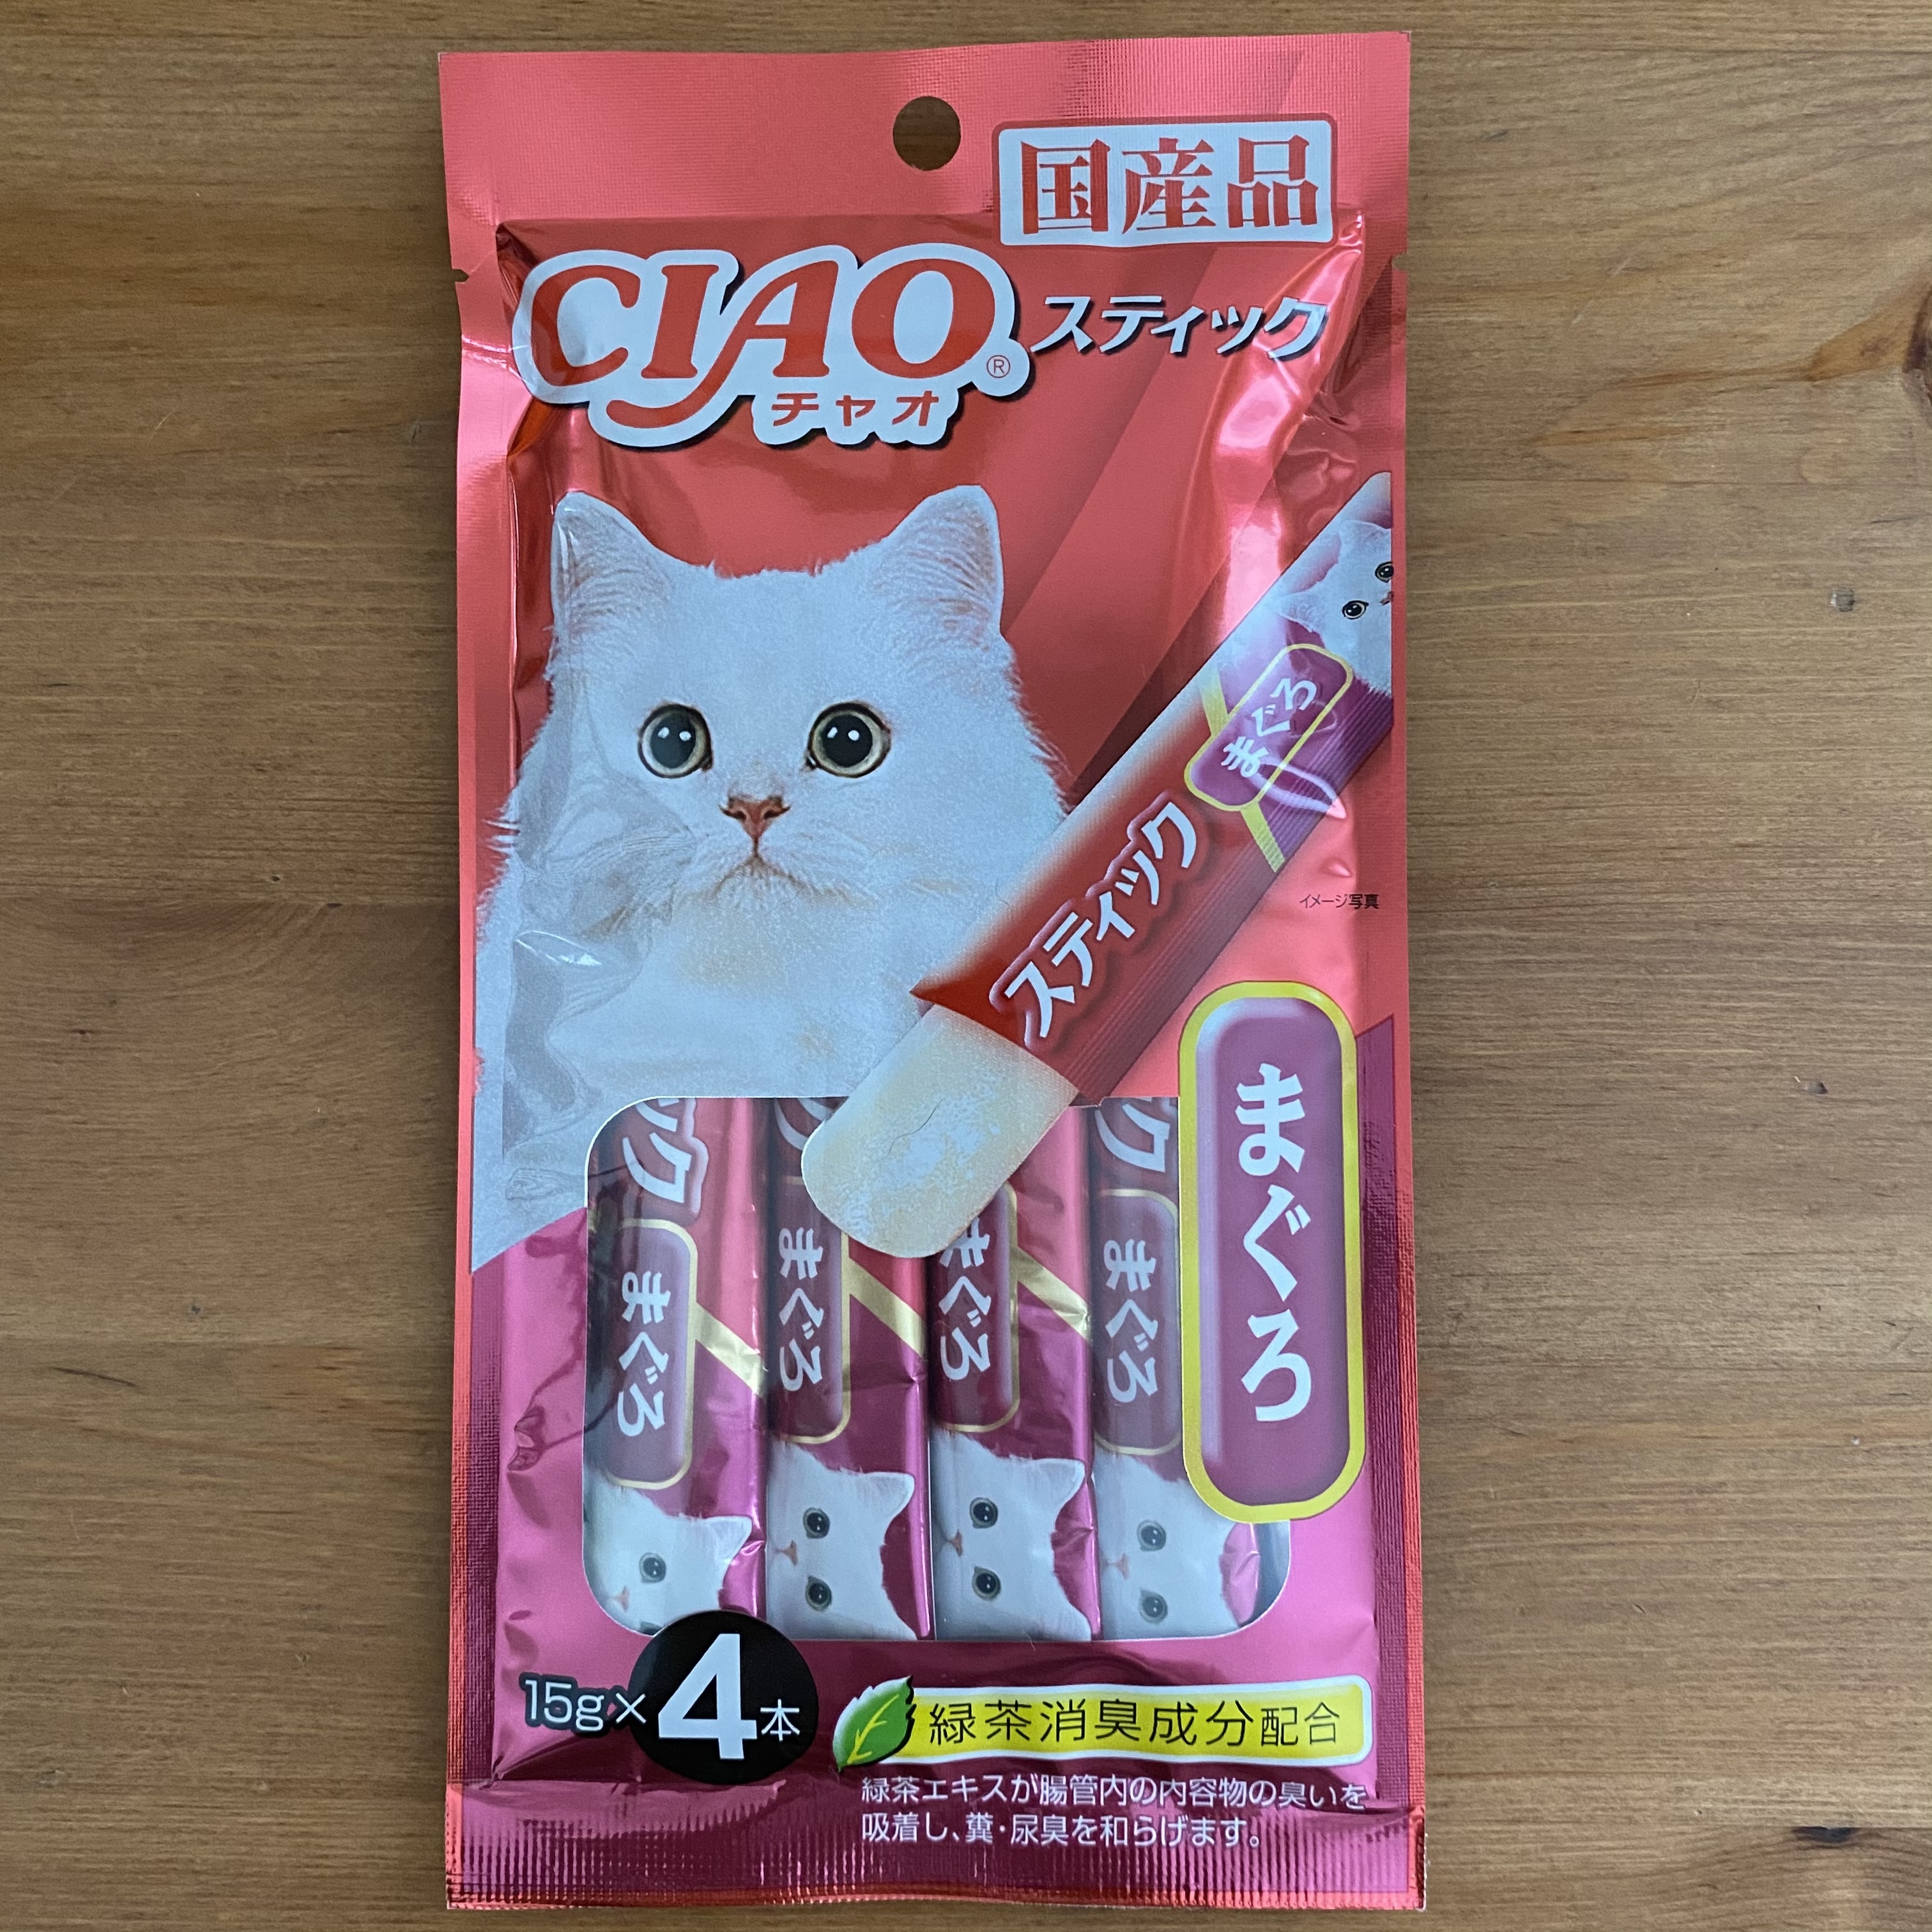 国産品
CIAO® スティック
チャオ
まぐろ
スティック
イメージ写真
まぐろ
ック
まぐろ
まぐろ
まぐろ
ック
まぐろ
15g×4本
緑茶消臭成分配合
緑茶エキスが腸管内の内容物の臭いを
吸着し、糞・尿臭を和らげます。